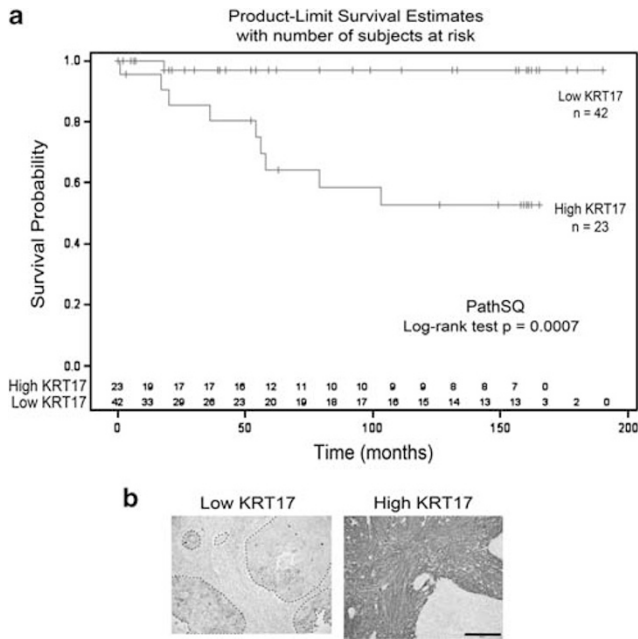 a
Product-Limit Survival Estimates
with number of subjects at risk
Survival Probability
1.0
0.8
0.6
0.4
0.2
0.0
Low KRT17
n = 42
High KRT17
n = 23
PathSQ
Log-rank test p = 0.0007
High KRT17 23 19 17 17 16 12 11 10 10 9 9 8 8 7 0
Low KRT17 42 33 29 26 23 20 19 18 17 16 15 14 13 13 3 2 0
0 50 100 150 200
Time (months)
b
Low KRT17 High KRT17